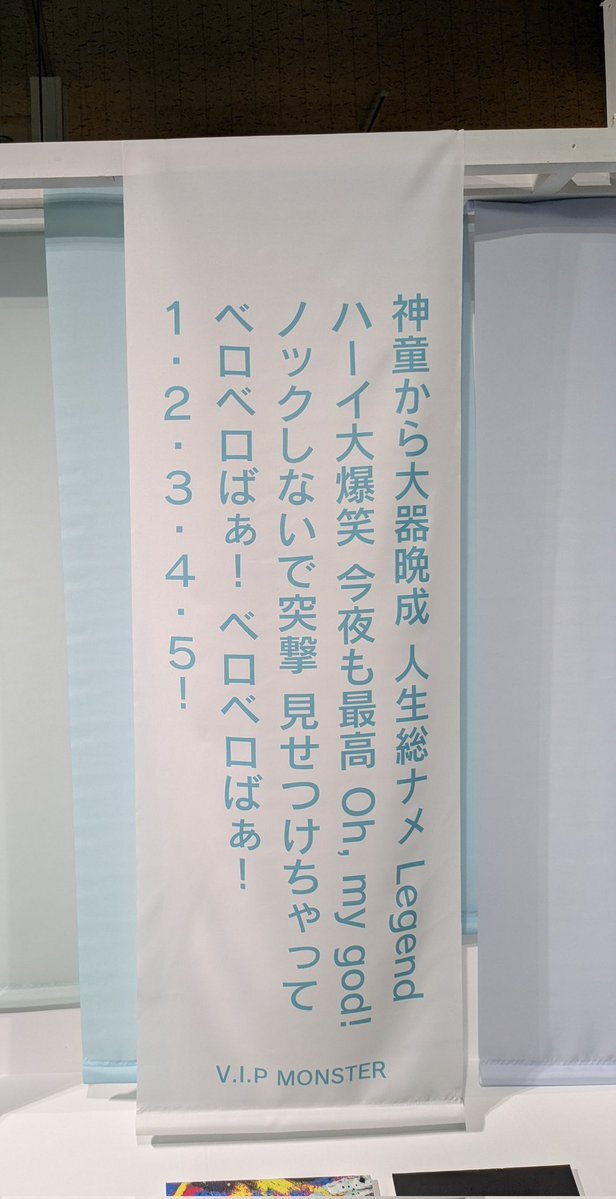 神童から大器晩成 人生総ナメ Legend
ハーイ大爆笑 今夜も最高 Oh, my god!
ノックしないで突撃 見せつけちゃって
ベロベロばぁ！ベロベロばぁ！
1・2・3・4・5！
V.I.P MONSTER